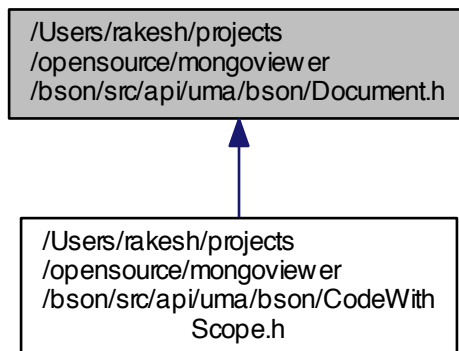 /Users/rakesh/projects
/opensource/mongoviewer
/bson/src/api/uma/bson/Document.h
/Users/rakesh/projects
/opensource/mongoviewer
/bson/src/api/uma/bson/CodeWith
Scope.h